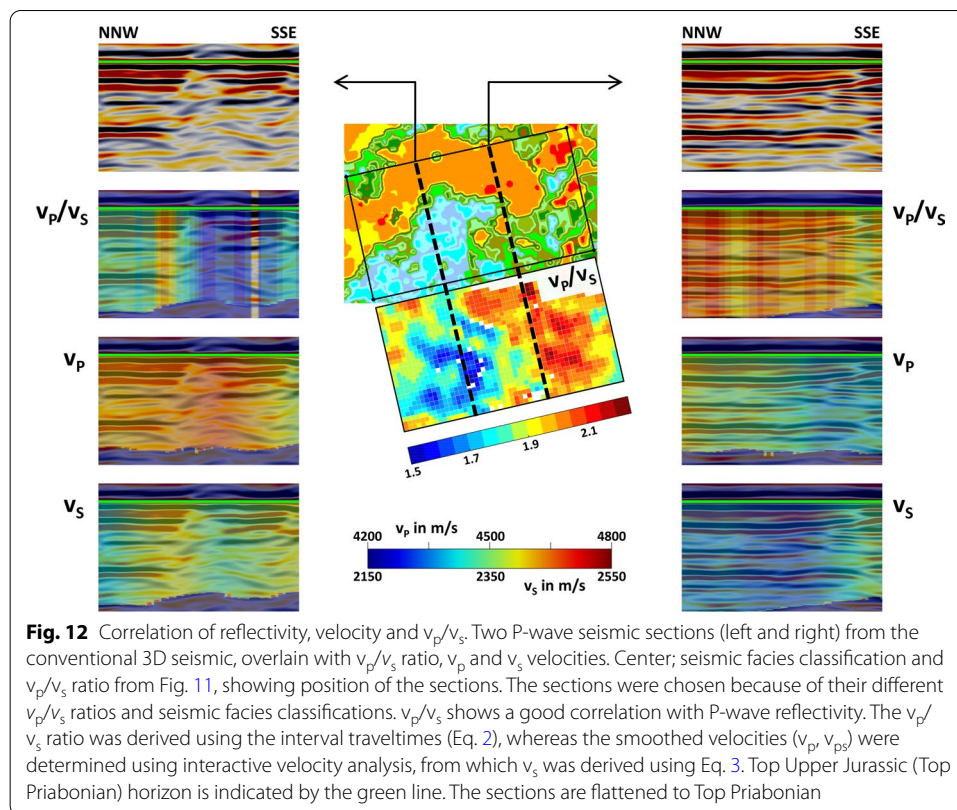 NNW SSE NNW SSE
vP/vS vP/vS
vP/vS
vP vP
1.5 1.7 1.9 2.1
vP in m/s
4200 4500 4800
2150 2350 2550
vS in m/s
vS vS
Fig. 12 Correlation of reflectivity, velocity and vp/vs. Two P-wave seismic sections (left and right) from the
conventional 3D seismic, overlain with vp/vs ratio, vp and vs velocities. Center; seismic facies classification and
vp/vs ratio from Fig. 11, showing position of the sections. The sections were chosen because of their different
vp/vs ratios and seismic facies classifications. vp/vs shows a good correlation with P-wave reflectivity. The vp/
vs ratio was derived using the interval traveltimes (Eq. 2), whereas the smoothed velocities (vp, vps) were
determined using interactive velocity analysis, from which vs was derived using Eq. 3. Top Upper Jurassic (Top
Priabonian) horizon is indicated by the green line. The sections are flattened to Top Priabonian